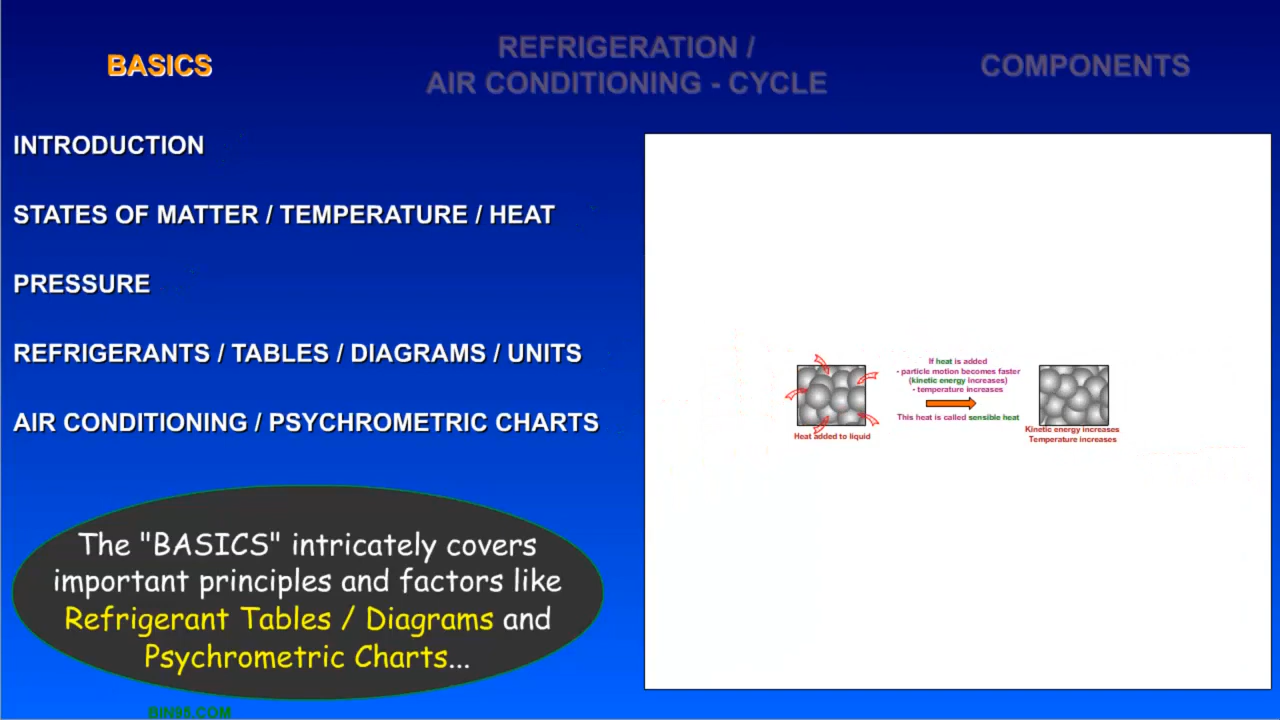 BASICS
REFRIGERATION /
AIR CONDITIONING - CYCLE
COMPONENTS
INTRODUCTION
STATES OF MATTER / TEMPERATURE / HEAT
PRESSURE
REFRIGERANTS / TABLES / DIAGRAMS / UNITS
AIR CONDITIONING / PSYCHROMETRIC CHARTS
If heat is added
- particle motion becomes faster
(kinetic energy increases)
- temperature increases
This heat is called sensible heat
Heat added to liquid
Kinetic energy increases
Temperature increases
The "BASICS" intricately covers
important principles and factors like
Refrigerant Tables / Diagrams and
Psychrometric Charts...
BIN95.COM